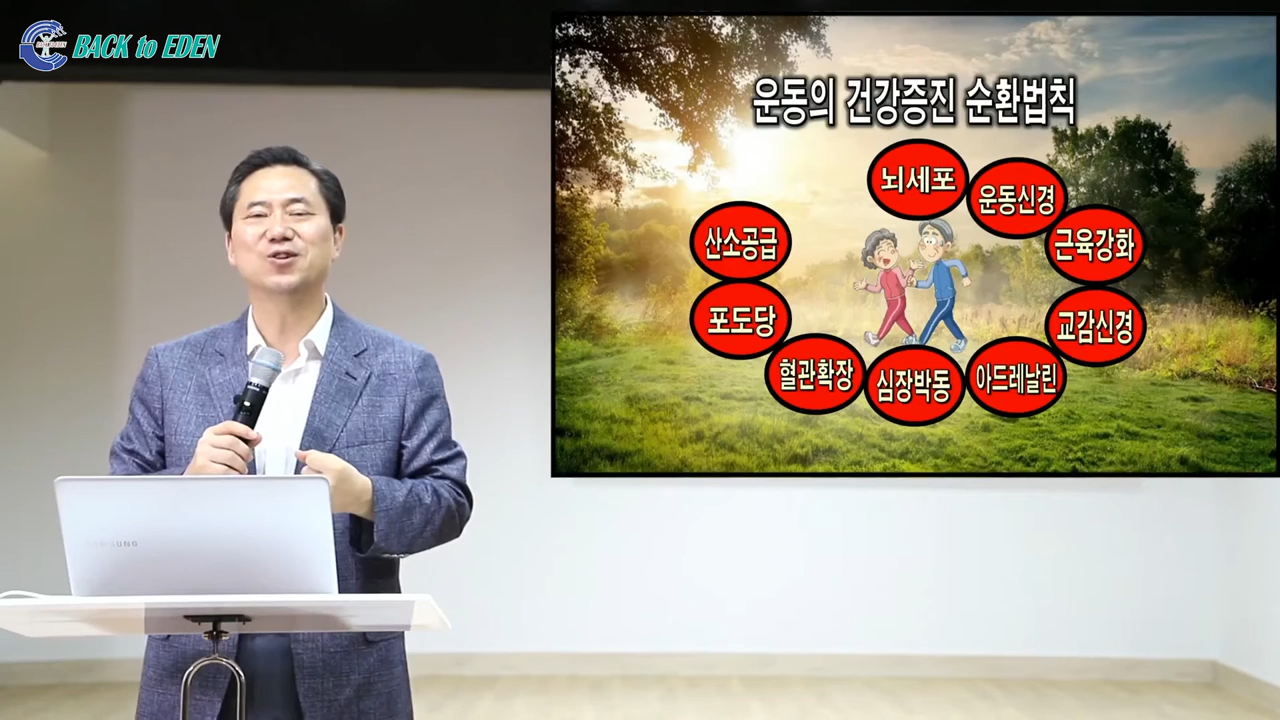 BACK to EDEN
운동의 건강증진 순환법칙
뇌세포
운동신경
근육강화
교감신경
아드레날린
심장박동
혈관확장
포도당
산소공급
SAMSUNG